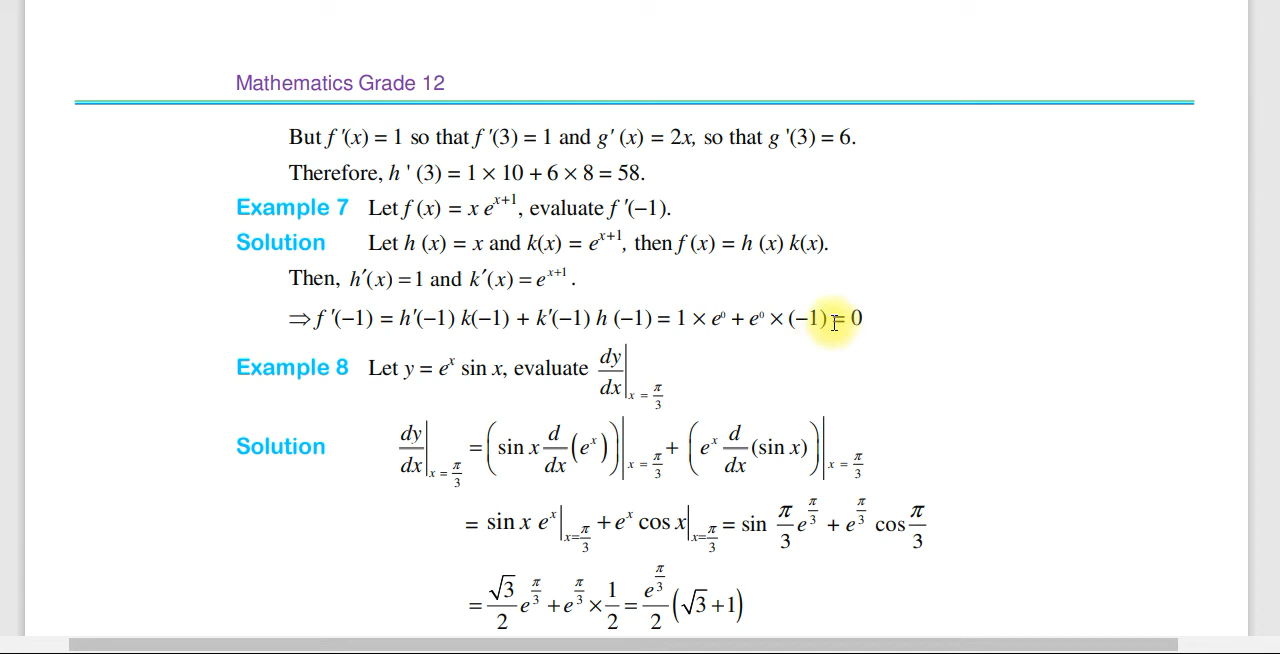 Mathematics Grade 12
But f '(x) = 1 so that f '(3) = 1 and g' (x) = 2x, so that g '(3) = 6.
Therefore, h ' (3) = 1 × 10 + 6 × 8 = 58.
Example 7 Let f (x) = x e^{x+1}, evaluate f '(−1).
Solution Let h (x) = x and k(x) = e^{x+1}, then f (x) = h (x) k(x).
Then, h′(x) = 1 and k′(x) = e^{x+1}.
⇒ f '(−1) = h'(−1) k(−1) + k'(−1) h (−1) = 1 × e^0 + e^0 × (−1) = 0
Example 8 Let y = e^x sin x, evaluate dy/dx|_{x = π/3}
Solution dy/dx|_{x = π/3} = (sin x d/dx (e^x))|_{x = π/3} + (e^x d/dx (sin x))|_{x = π/3}
= sin x e^x|_{x=π/3} + e^x cos x|_{x=π/3} = sin π/3 e^{π/3} + e^{π/3} cos π/3
= √3/2 e^{π/3} + e^{π/3} × 1/2 = e^{π/3}/2 (√3 + 1)